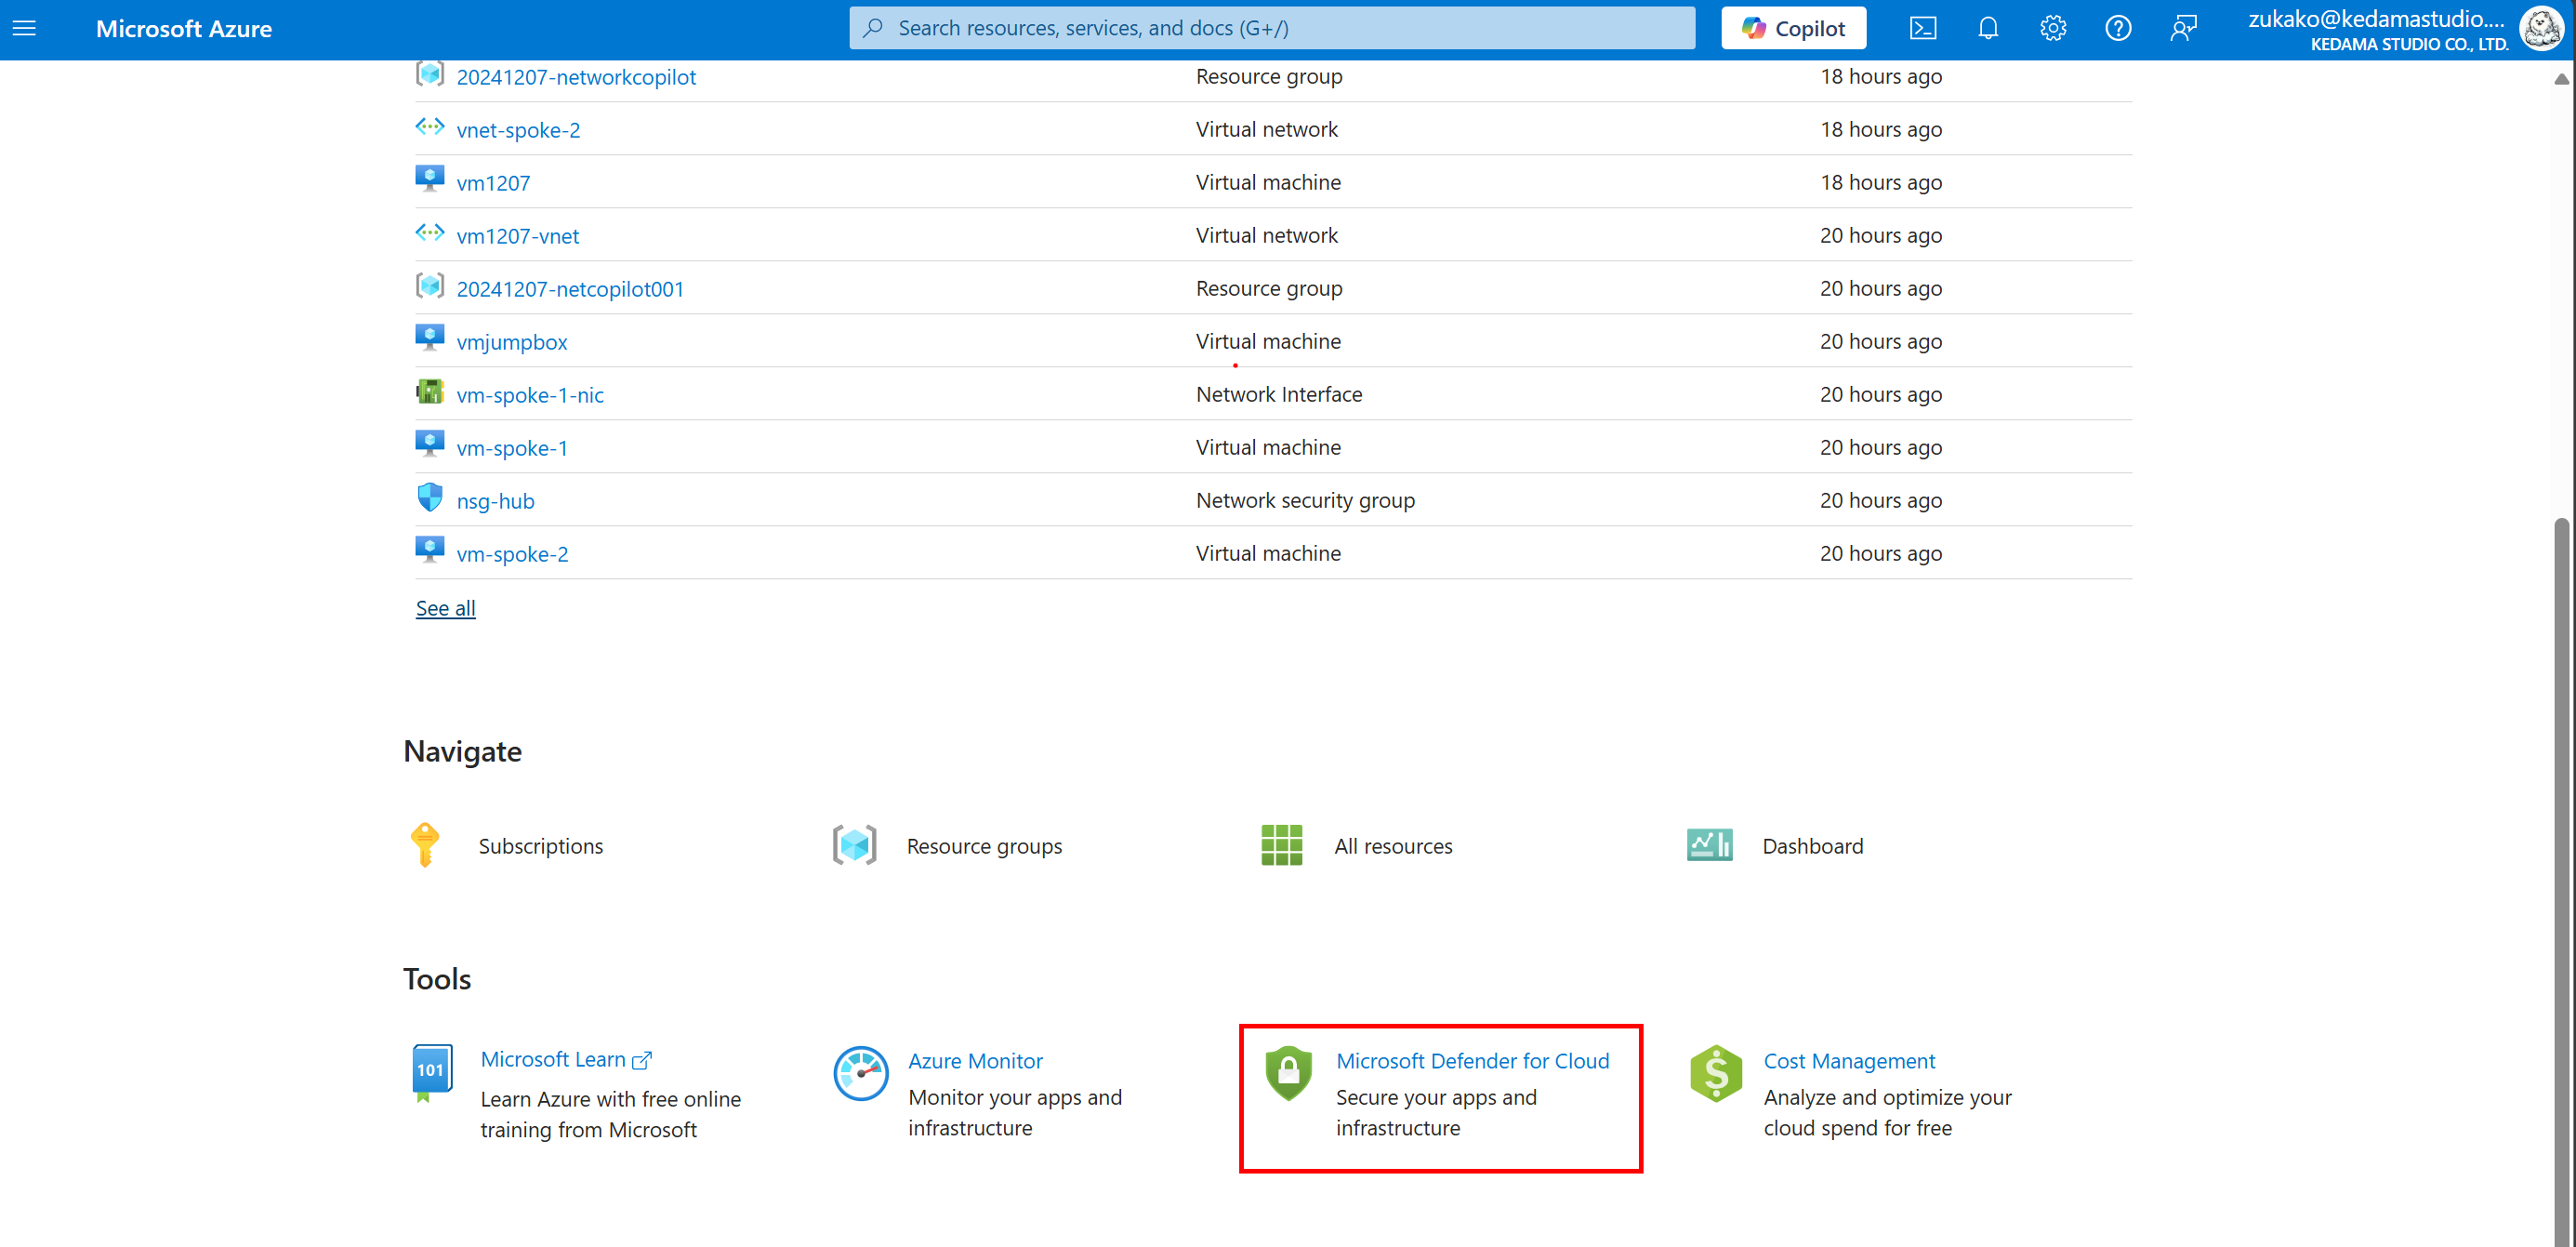 Microsoft Azure
Search resources, services, and docs (G+/)
Copilot
zukako@kedamastudio....
KEDAMA STUDIO CO., LTD.
20241207-networkcopilot Resource group 18 hours ago
vnet-spoke-2 Virtual network 18 hours ago
vm1207 Virtual machine 18 hours ago
vm1207-vnet Virtual network 20 hours ago
20241207-netcopilot001 Resource group 20 hours ago
vmjumpbox Virtual machine 20 hours ago
vm-spoke-1-nic Network Interface 20 hours ago
vm-spoke-1 Virtual machine 20 hours ago
nsg-hub Network security group 20 hours ago
vm-spoke-2 Virtual machine 20 hours ago
See all
Navigate
Subscriptions
Resource groups
All resources
Dashboard
Tools
101
Microsoft Learn
Learn Azure with free online
training from Microsoft
Azure Monitor
Monitor your apps and
infrastructure
Microsoft Defender for Cloud
Secure your apps and
infrastructure
Cost Management
Analyze and optimize your
cloud spend for free